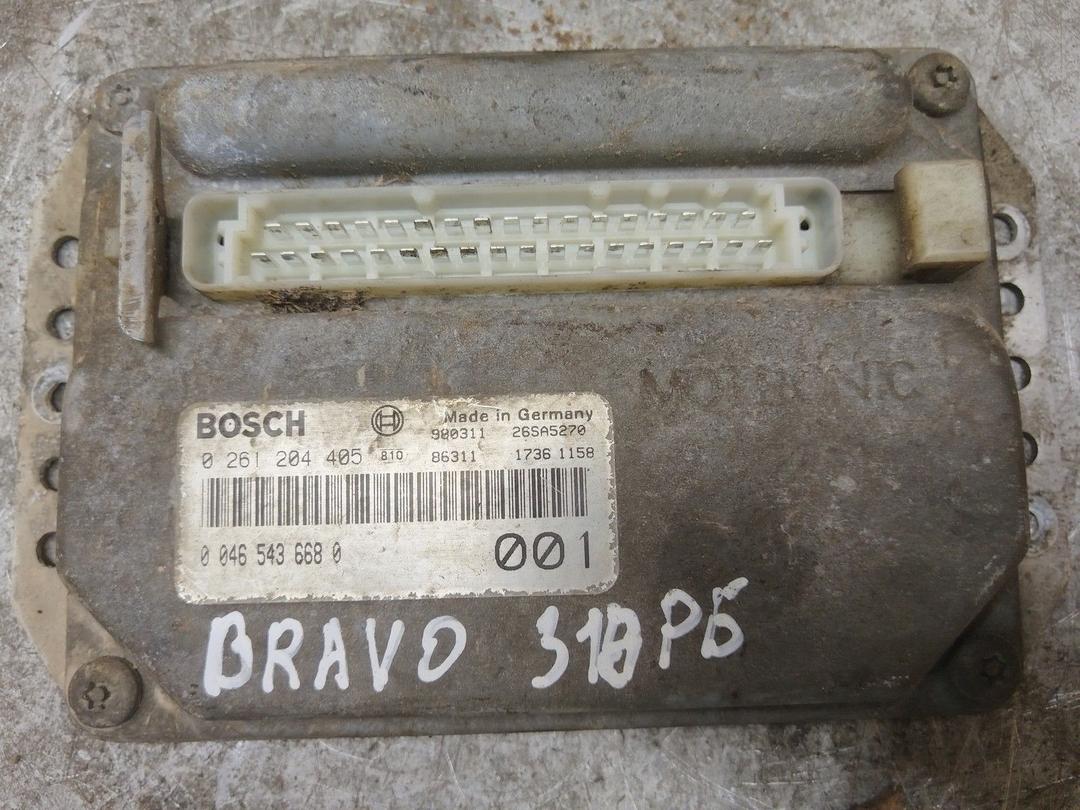 MOTRONIC
BOSCH Made in Germany
980311 26SA5270
0 261 204 405 810 86311 1736 1158
0 046 543 668 0 001
BRAVO 318РБ